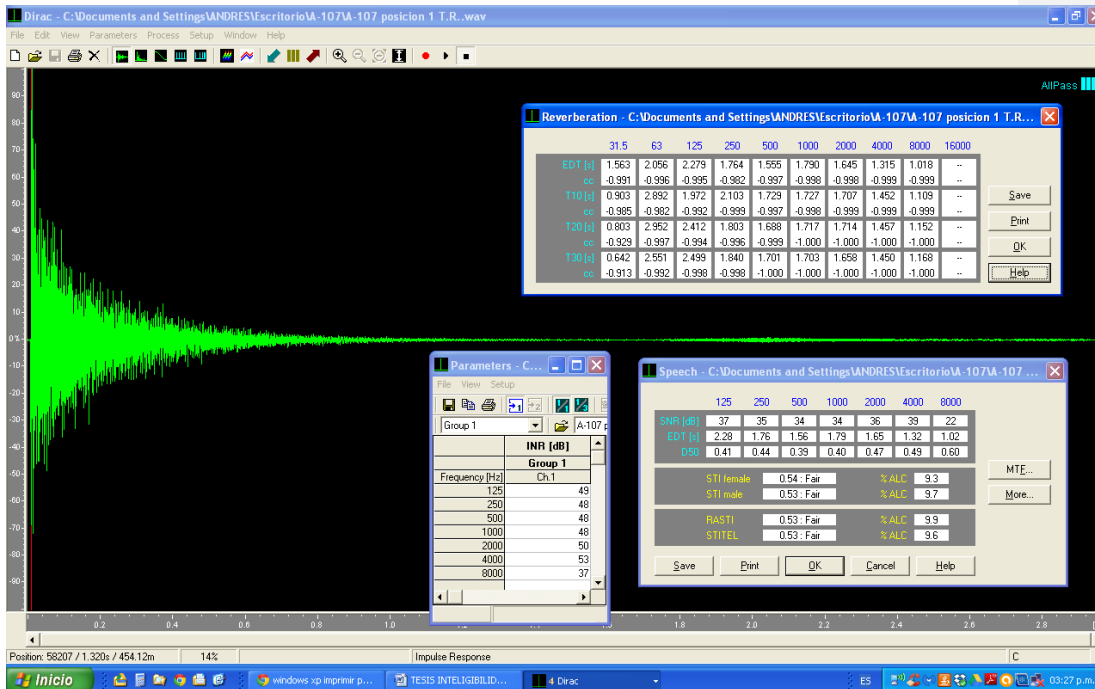 Dirac - C:\Documents and Settings\ANDRES\Escritorio\A-107\A-107 posicion 1 T.R..wav
File Edit View Parameters Process Setup Window Help
AllPass
90
80
70
60
50
40
30
20
10
0%
-10
-20
-30
-40
-50
-60
-70
-80
-90
Reverberation - C:\Documents and Settings\ANDRES\Escritorio\A-107\A-107 posicion 1 T.R...
31.5 63 125 250 500 1000 2000 4000 8000 16000
EDT [s] 1.563 2.056 2.279 1.764 1.555 1.790 1.645 1.315 1.018 --
cc -0.991 -0.996 -0.995 -0.982 -0.997 -0.998 -0.998 -0.999 -0.999 --
T10 [s] 0.903 2.892 1.972 2.103 1.729 1.727 1.707 1.452 1.109 --
cc -0.985 -0.982 -0.992 -0.999 -0.997 -0.998 -0.999 -0.999 -0.999 --
T20 [s] 0.803 2.952 2.412 1.803 1.688 1.717 1.714 1.457 1.152 --
cc -0.929 -0.997 -0.994 -0.996 -0.999 -1.000 -1.000 -1.000 -1.000 --
T30 [s] 0.642 2.551 2.499 1.840 1.701 1.703 1.658 1.450 1.168 --
cc -0.913 -0.992 -0.998 -0.998 -1.000 -1.000 -1.000 -1.000 -1.000 --
Save
Print
OK
Help
Parameters - C...
File View Setup
Group 1 A-107 p
INR [dB]
Group 1
Frequency [Hz] Ch.1
125 49
250 48
500 48
1000 48
2000 50
4000 53
8000 37
Speech - C:\Documents and Settings\ANDRES\Escritorio\A-107\A-107 ...
125 250 500 1000 2000 4000 8000
SNR [dB] 37 35 34 34 36 39 22
EDT [s] 2.28 1.76 1.56 1.79 1.65 1.32 1.02
D50 0.41 0.44 0.39 0.40 0.47 0.49 0.60
STI female 0.54 : Fair % ALC 9.3
STI male 0.53 : Fair % ALC 9.7
RASTI 0.53 : Fair % ALC 9.9
STITEL 0.53 : Fair % ALC 9.6
MTF...
More...
Save Print OK Cancel Help
0.2 0.4 0.6 0.8 1.8 2.0 2.2 2.4 2.6 2.8
Position: 58207 / 1.320s / 454.12m 14% Impulse Response C
Inicio windows xp imprimir p... TESIS INTELIGIBILID... 4 Dirac ES 03:27 p.m.